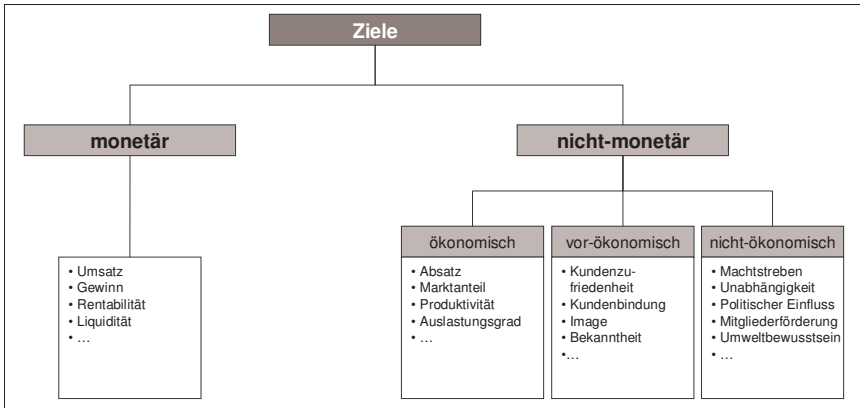 Ziele
monetär
nicht-monetär
• Umsatz
• Gewinn
• Rentabilität
• Liquidität
• …
ökonomisch
• Absatz
• Marktanteil
• Produktivität
• Auslastungsgrad
• …
vor-ökonomisch
• Kundenzu-
friedenheit
• Kundenbindung
• Image
• Bekanntheit
•…
nicht-ökonomisch
• Machtstreben
• Unabhängigkeit
• Politischer Einfluss
• Mitgliederförderung
• Umweltbewusstsein
• …